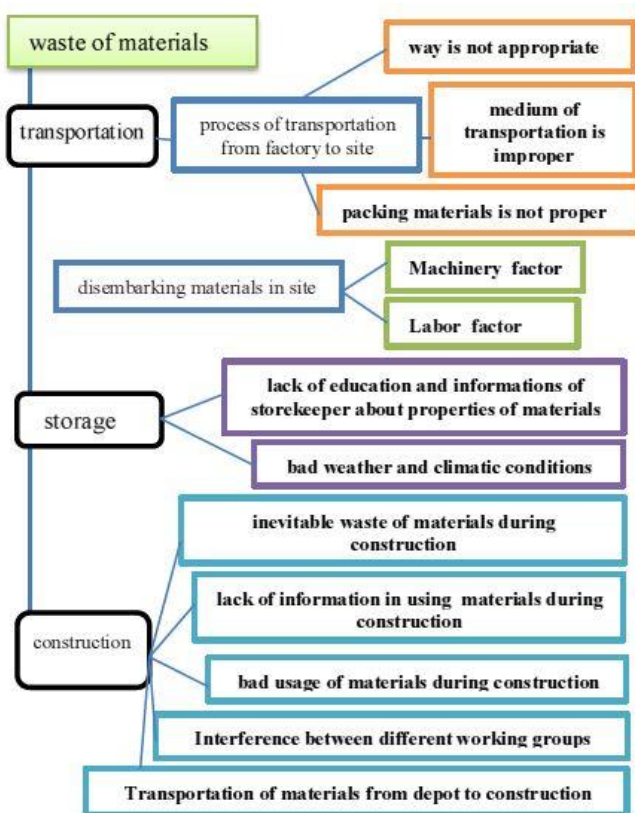 waste of materials
way is not appropriate
transportation
process of transportation
from factory to site
medium of
transportation is
improper
packing materials is not proper
disembarking materials in site
Machinery factor
Labor factor
storage
lack of education and informations of
storekeeper about properties of materials
bad weather and climatic conditions
inevitable waste of materials during
construction
lack of information in using materials during
construction
construction
bad usage of materials during construction
Interference between different working groups
Transportation of materials from depot to construction